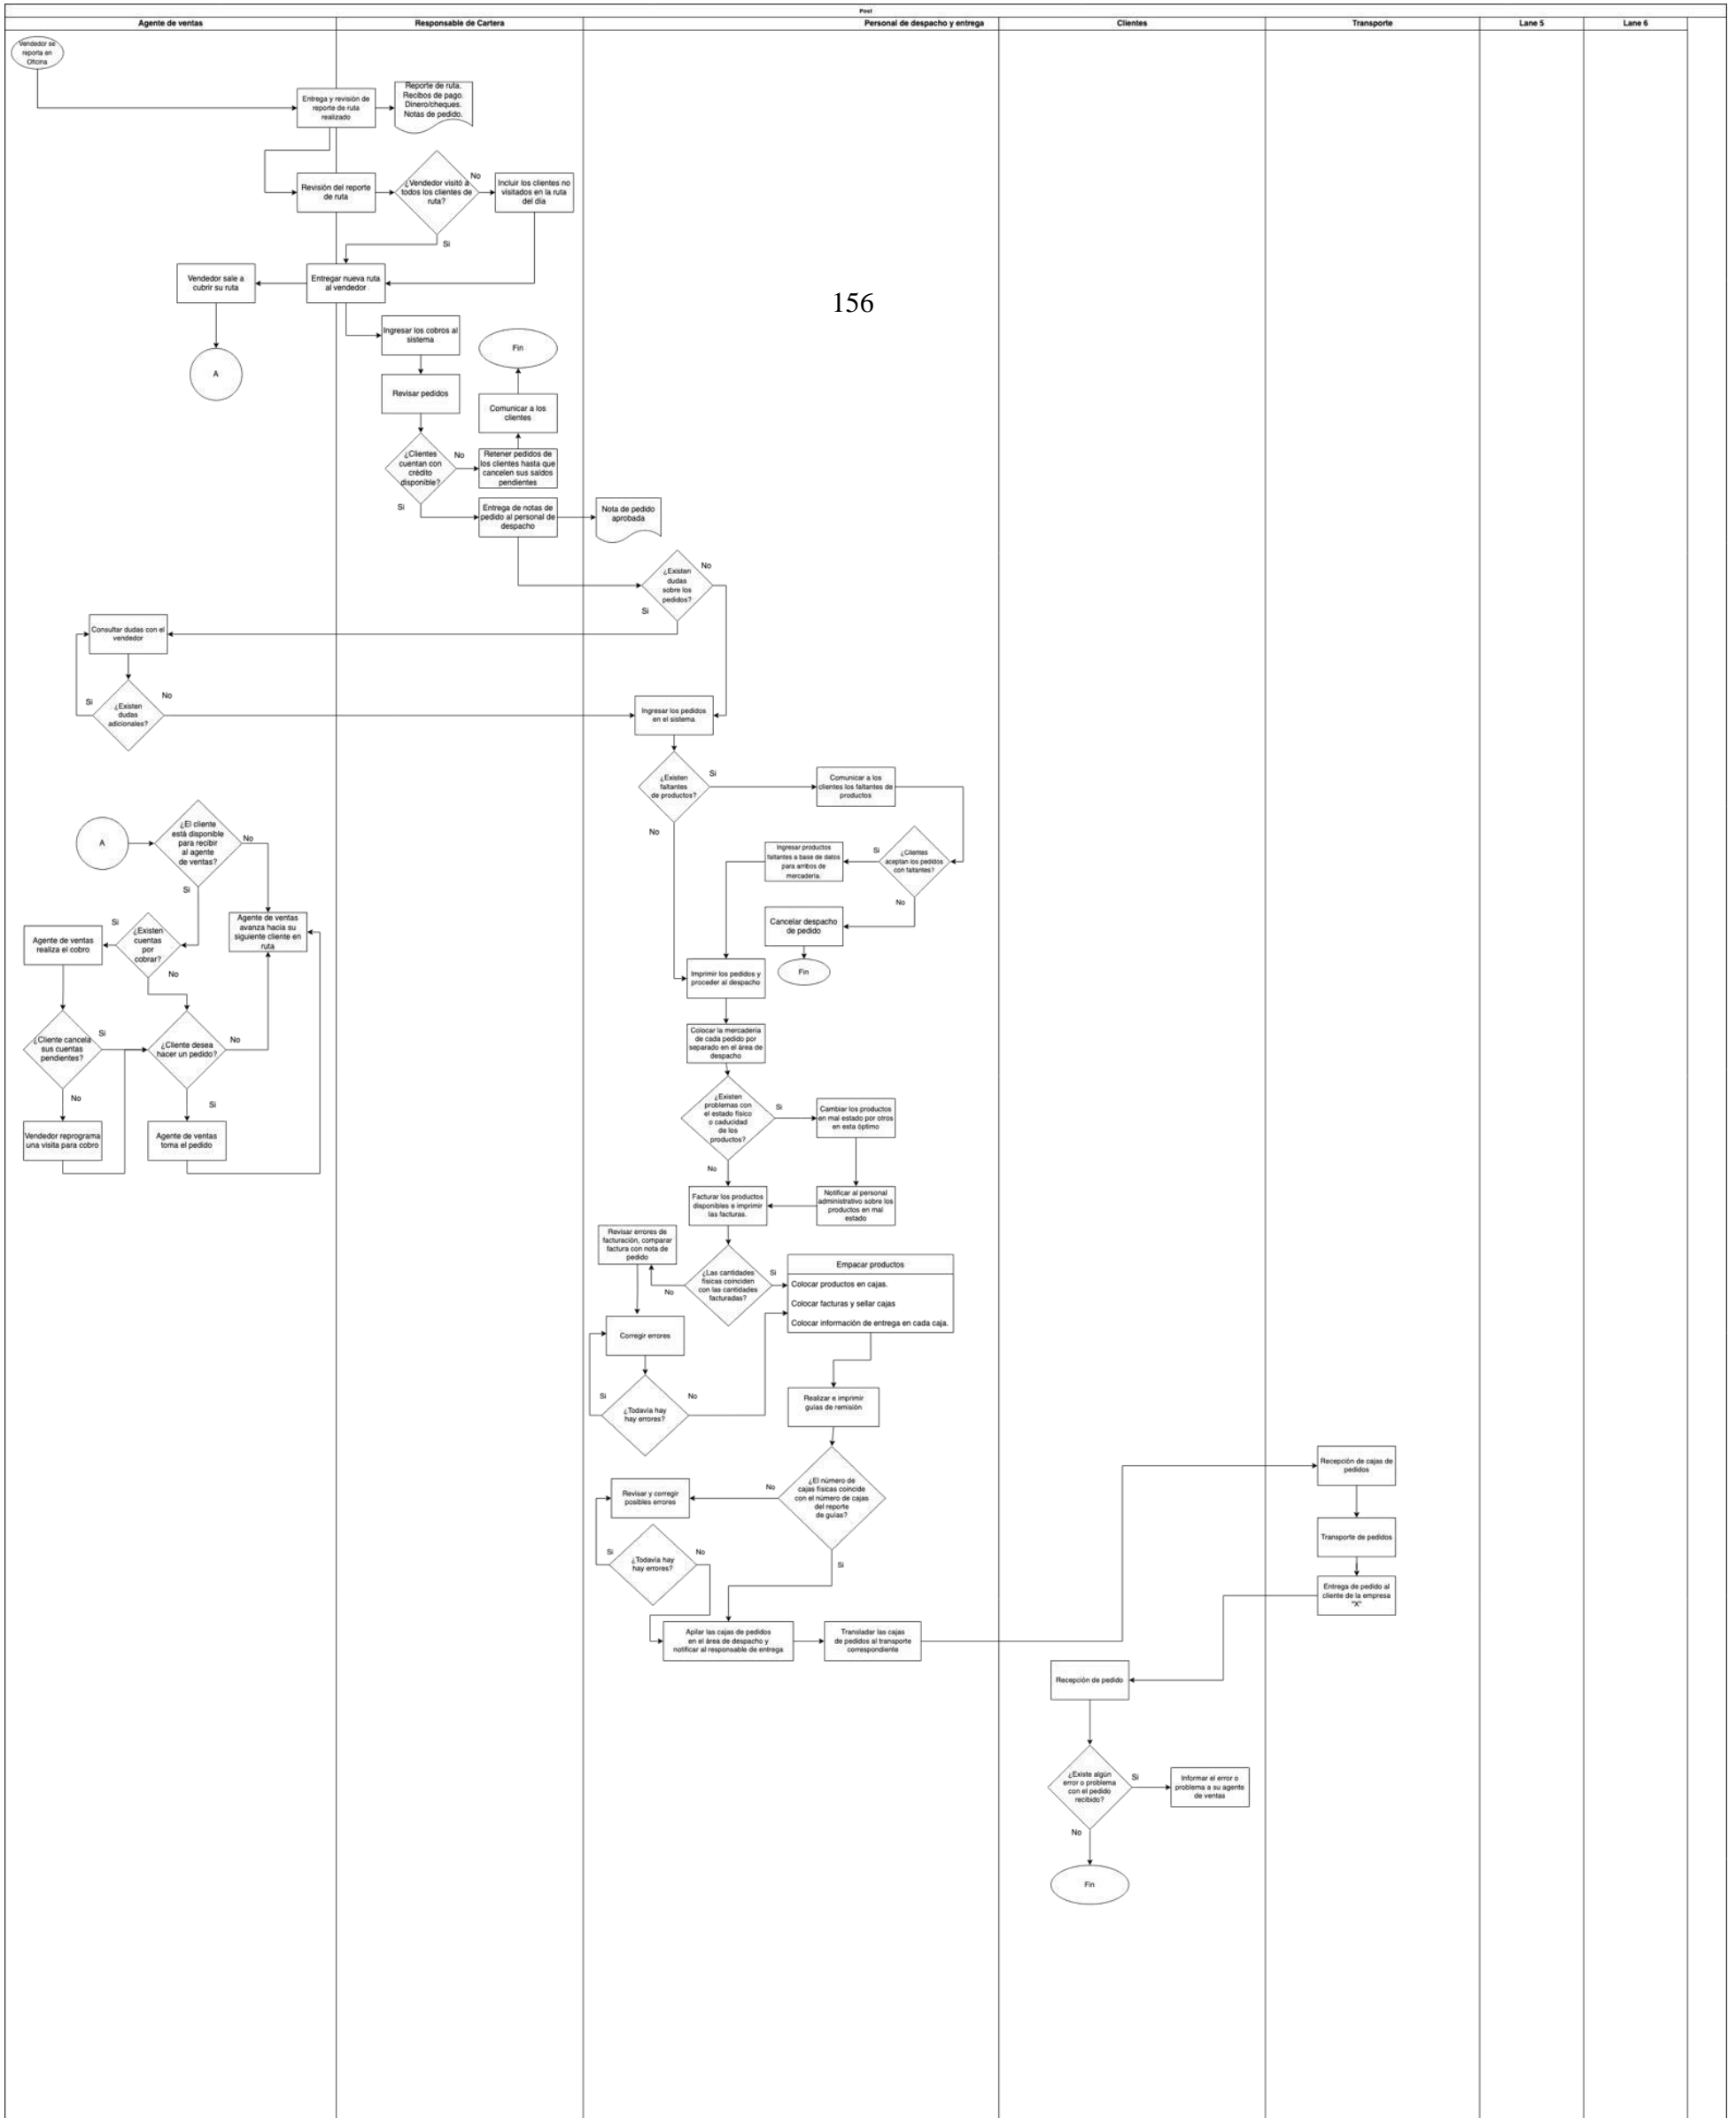 Pool
Agente de ventas
Responsable de Cartera
Personal de despacho y entrega
Clientes
Transporte
Lane 5
Lane 6
Vendedor se
reporta en
Oficina
Entrega y revisión de
reporte de ruta
realizado
Reporte de ruta.
Recibos de pago.
Dinero/cheques.
Notas de pedido.
Revisión del reporte
de ruta
¿Vendedor visitó a
todos los clientes de
ruta?
No
Si
Incluir los clientes no
visitados en la ruta
del día
Vendedor sale a
cubrir su ruta
Entregar nueva ruta
al vendedor
156
A
Ingresar los cobros al
sistema
Fin
Revisar pedidos
Comunicar a los
clientes
¿Clientes
cuentan con
crédito
disponible?
No
Si
Retener pedidos de
los clientes hasta que
cancelen sus saldos
pendientes
Entrega de notas de
pedido al personal de
despacho
Nota de pedido
aprobada
¿Existen
dudas
sobre los
pedidos?
No
Si
Consultar dudas con el
vendedor
¿Existen
dudas
adicionales?
Si
No
Ingresar los pedidos
en el sistema
¿Existen
faltantes
de productos?
Si
No
Comunicar a los
clientes los faltantes de
productos
¿Clientes
aceptan los pedidos
con faltantes?
Si
No
Ingresar productos
faltantes a base de datos
para arribos de
mercadería.
Cancelar despacho
de pedido
Fin
A
¿El cliente
está disponible
para recibir
al agente
de ventas?
No
Si
Agente de ventas
avanza hacia su
siguiente cliente en
ruta
¿Existen
cuentas
por
cobrar?
Si
No
Agente de ventas
realiza el cobro
¿Cliente cancela
sus cuentas
pendientes?
Si
No
¿Cliente desea
hacer un pedido?
No
Si
Vendedor reprograma
una visita para cobro
Agente de ventas
toma el pedido
Imprimir los pedidos y
proceder al despacho
Colocar la mercadería
de cada pedido por
separado en el área de
despacho
¿Existen
problemas con
el estado físico
o caducidad
de los
productos?
Si
No
Cambiar los productos
en mal estado por otros
en esta óptimo
Facturar los productos
disponibles e imprimir
las facturas.
Notificar al personal
administrativo sobre los
productos en mal
estado
Revisar errores de
facturación, comparar
factura con nota de
pedido
¿Las cantidades
físicas coinciden
con las cantidades
facturadas?
Si
No
Empacar productos
Colocar productos en cajas.
Colocar facturas y sellar cajas
Colocar información de entrega en cada caja.
Corregir errores
¿Todavía hay
hay errores?
Si
No
Realizar e imprimir
guías de remisión
¿El número de
cajas físicas coincide
con el número de cajas
del reporte
de guías?
No
Si
Revisar y corregir
posibles errores
¿Todavía hay
hay errores?
Si
No
Apilar las cajas de pedidos
en el área de despacho y
notificar al responsable de entrega
Transladar las cajas
de pedidos al transporte
correspondiente
Recepción de cajas de
pedidos
Transporte de pedidos
Entrega de pedido al
cliente de la empresa
"X"
Recepción de pedido
¿Existe algún
error o problema
con el pedido
recibido?
Si
No
Informar el error o
problema a su agente
de ventas
Fin